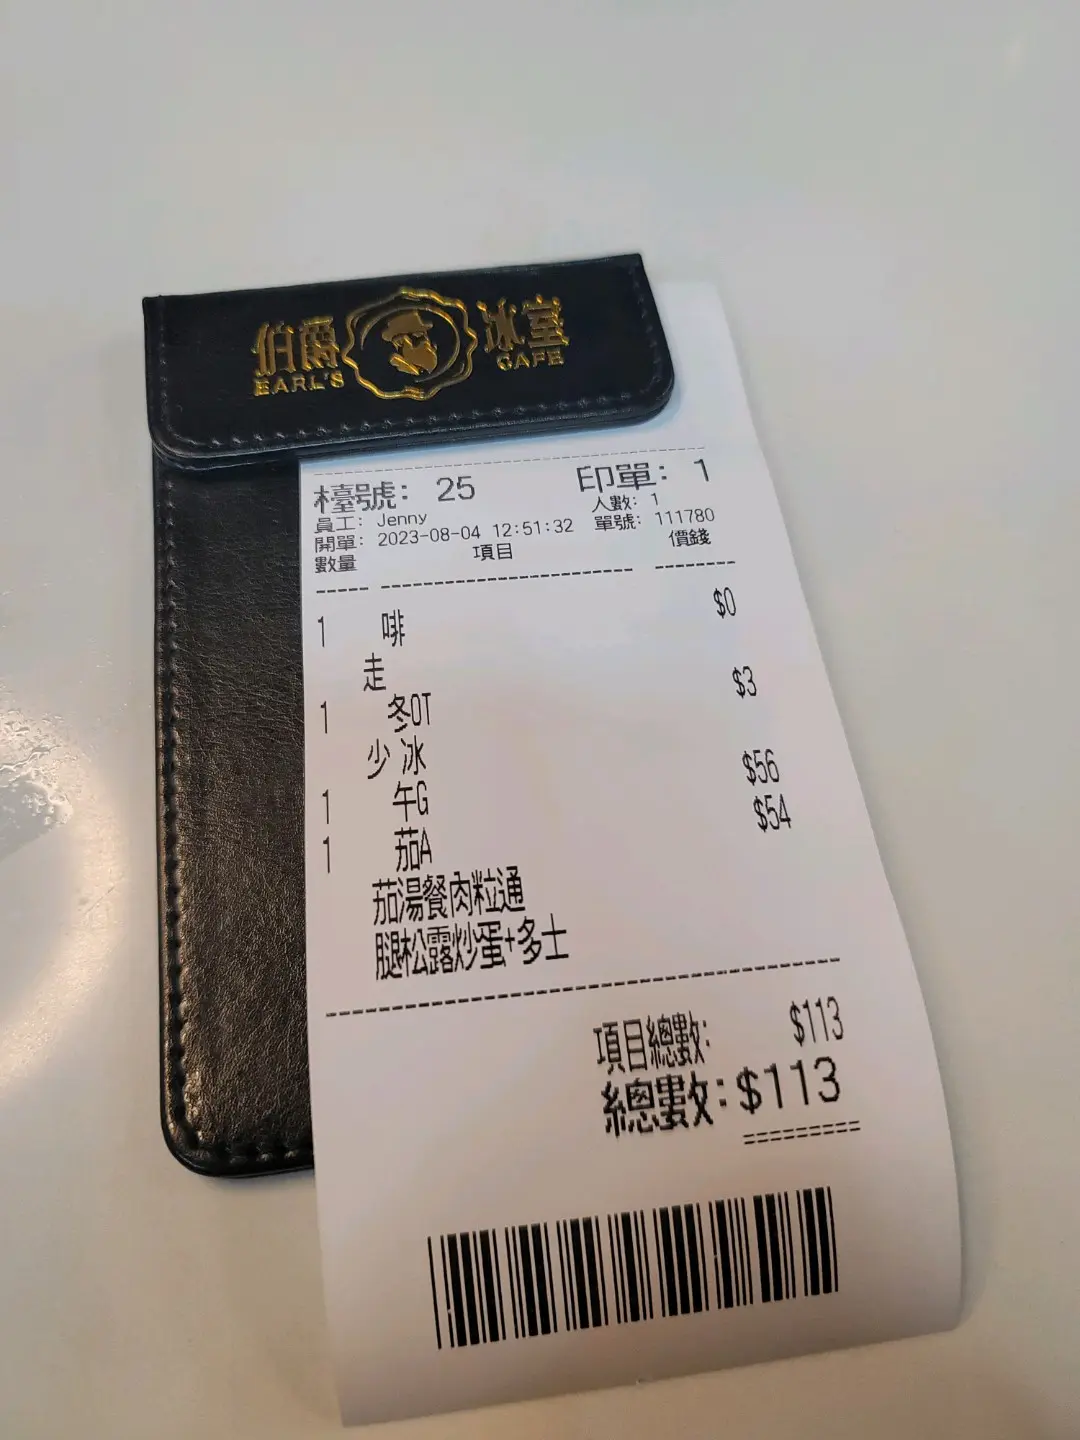 伯爵 冰室
EARL'S CAFE
檯號: 25 印單: 1
員工: Jenny 人數: 1
開單: 2023-08-04 12:51:32 單號: 111780
數量 項目 價錢
1 啡 $0
走
1 冬OT $3
少 冰
1 午G $56
1 茄A $54
茄湯餐肉粒通
腿松露炒蛋+多士
項目總數: $113
總數: $113